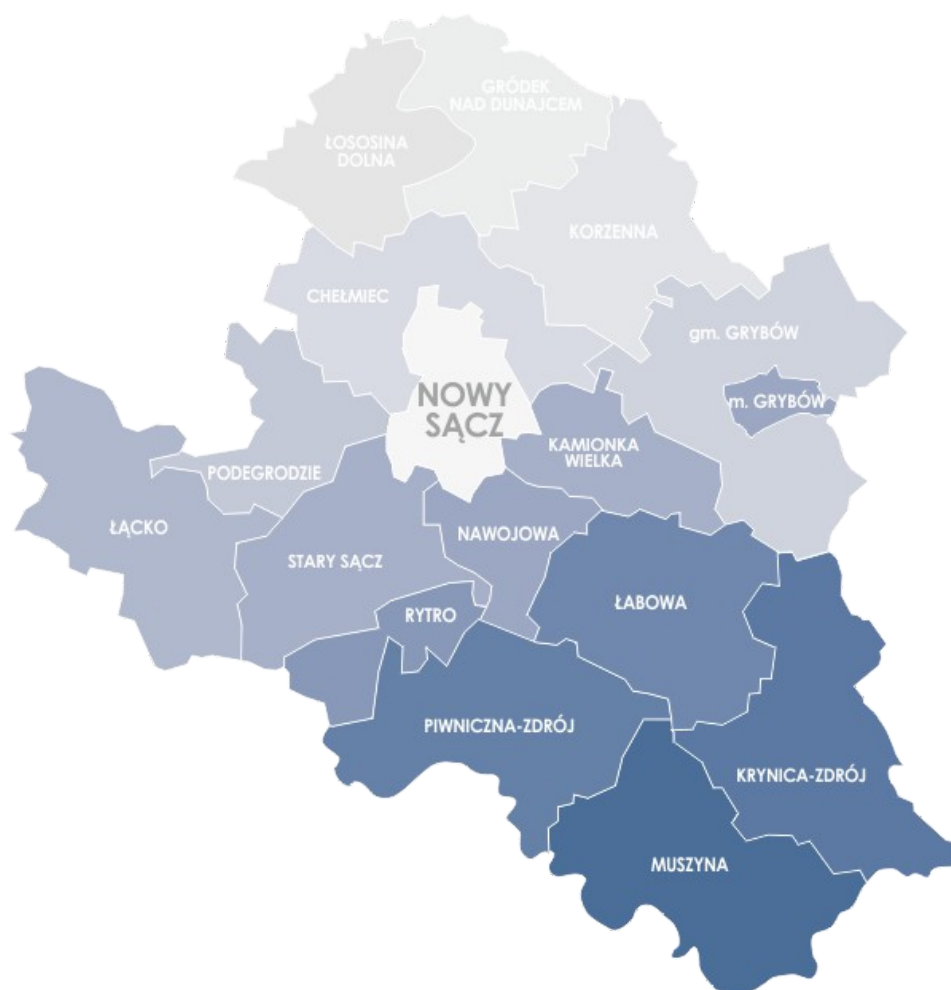 GRÓDEK
NAD DUNAJCEM
ŁOSOSINA
DOLNA
KORZENNA
CHEŁMIEC
gm. GRYBÓW
m. GRYBÓW
NOWY
SĄCZ
KAMIONKA
WIELKA
PODEGRODZIE
ŁĄCKO
STARY SĄCZ
NAWOJOWA
ŁABOWA
RYTRO
PIWNICZNA-ZDRÓJ
KRYNICA-ZDRÓJ
MUSZYNA